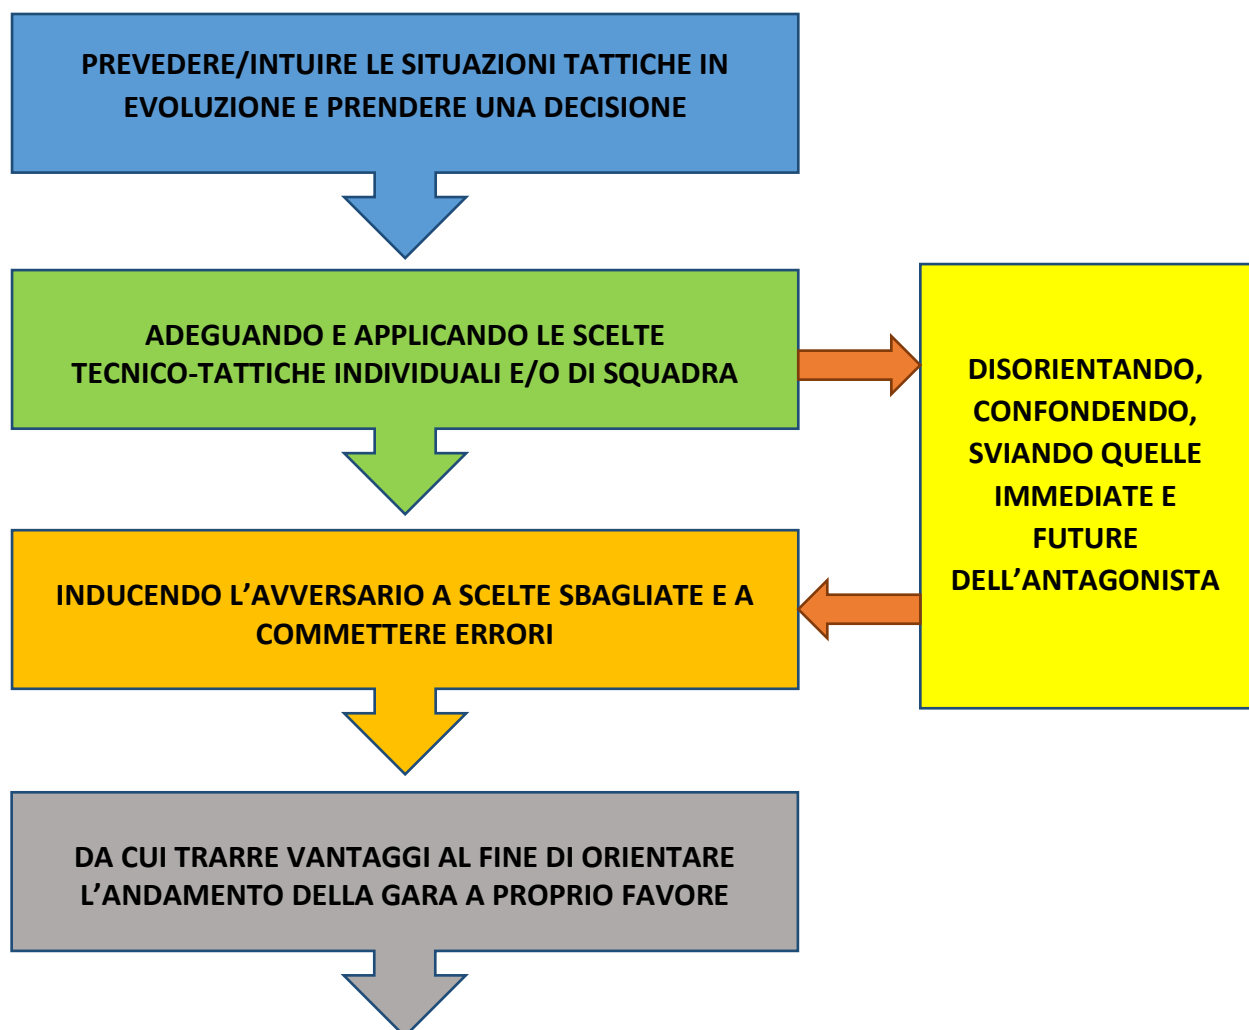 PREVEDERE/INTUIRE LE SITUAZIONI TATTICHE IN
EVOLUZIONE E PRENDERE UNA DECISIONE
ADEGUANDO E APPLICANDO LE SCELTE
TECNICO-TATTICHE INDIVIDUALI E/O DI SQUADRA
DISORIENTANDO,
CONFONDENDO,
SVIANDO QUELLE
IMMEDIATE E
FUTURE
DELL’ANTAGONISTA
INDUCENDO L’AVVERSARIO A SCELTE SBAGLIATE E A
COMMETTERE ERRORI
DA CUI TRARRE VANTAGGI AL FINE DI ORIENTARE
L’ANDAMENTO DELLA GARA A PROPRIO FAVORE